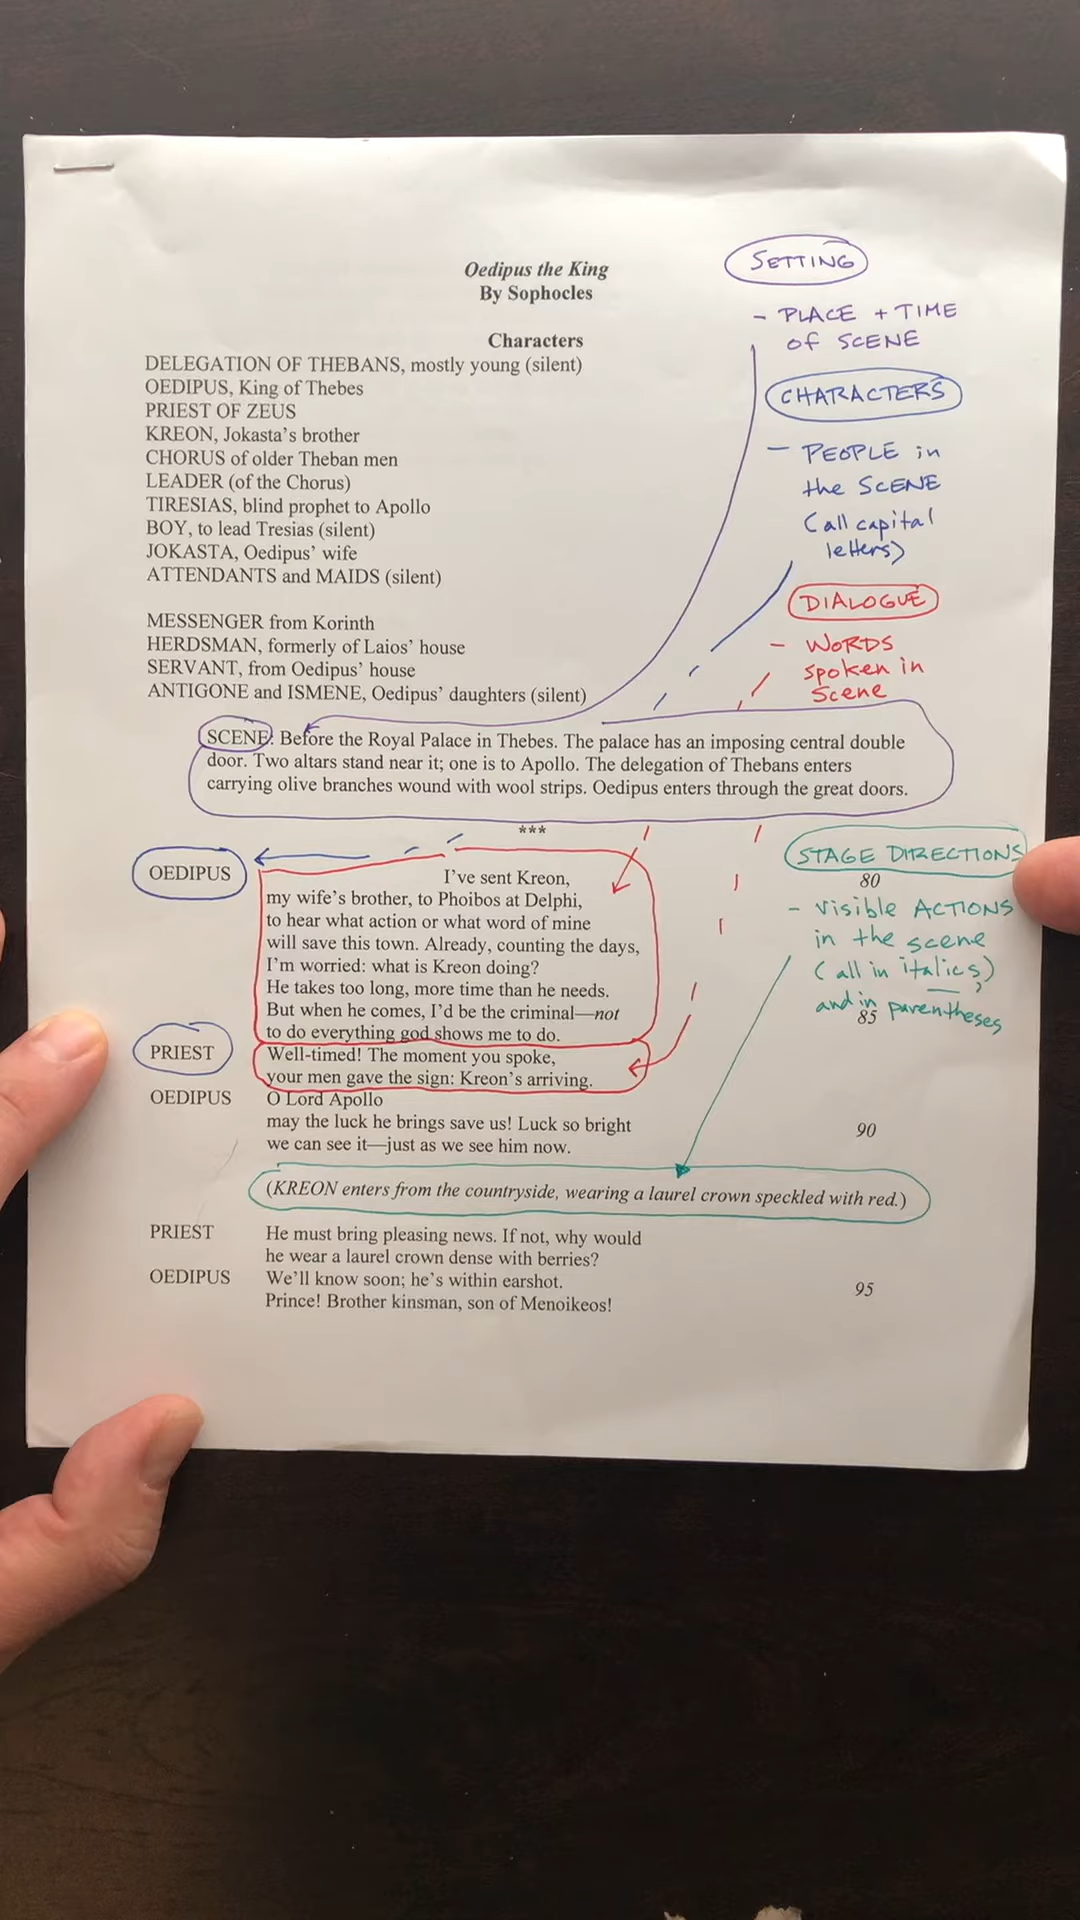 Oedipus the King
By Sophocles
Characters
DELEGATION OF THEBANS, mostly young (silent)
OEDIPUS, King of Thebes
PRIEST OF ZEUS
KREON, Jokasta's brother
CHORUS of older Theban men
LEADER (of the Chorus)
TIRESIAS, blind prophet to Apollo
BOY, to lead Tresias (silent)
JOKASTA, Oedipus' wife
ATTENDANTS and MAIDS (silent)
MESSENGER from Korinth
HERDSMAN, formerly of Laios' house
SERVANT, from Oedipus' house
ANTIGONE and ISMENE, Oedipus' daughters (silent)
SETTING
- PLACE + TIME
of SCENE
CHARACTERS
- PEOPLE in
the SCENE
(all capital
letters)
DIALOGUE
- WORDS
spoken in
Scene
SCENE: Before the Royal Palace in Thebes. The palace has an imposing central double
door. Two altars stand near it; one is to Apollo. The delegation of Thebans enters
carrying olive branches wound with wool strips. Oedipus enters through the great doors.
***
OEDIPUS I've sent Kreon,
my wife's brother, to Phoibos at Delphi, 80
to hear what action or what word of mine
will save this town. Already, counting the days,
I'm worried: what is Kreon doing?
He takes too long, more time than he needs.
But when he comes, I'd be the criminal—not 85
to do everything god shows me to do.
PRIEST Well-timed! The moment you spoke,
your men gave the sign: Kreon's arriving.
OEDIPUS O Lord Apollo
may the luck he brings save us! Luck so bright 90
we can see it—just as we see him now.
(KREON enters from the countryside, wearing a laurel crown speckled with red.)
PRIEST He must bring pleasing news. If not, why would
he wear a laurel crown dense with berries?
OEDIPUS We'll know soon; he's within earshot. 95
Prince! Brother kinsman, son of Menoikeos!
STAGE DIRECTIONS
- visible ACTIONS
in the scene
(all in italics)
and in parentheses